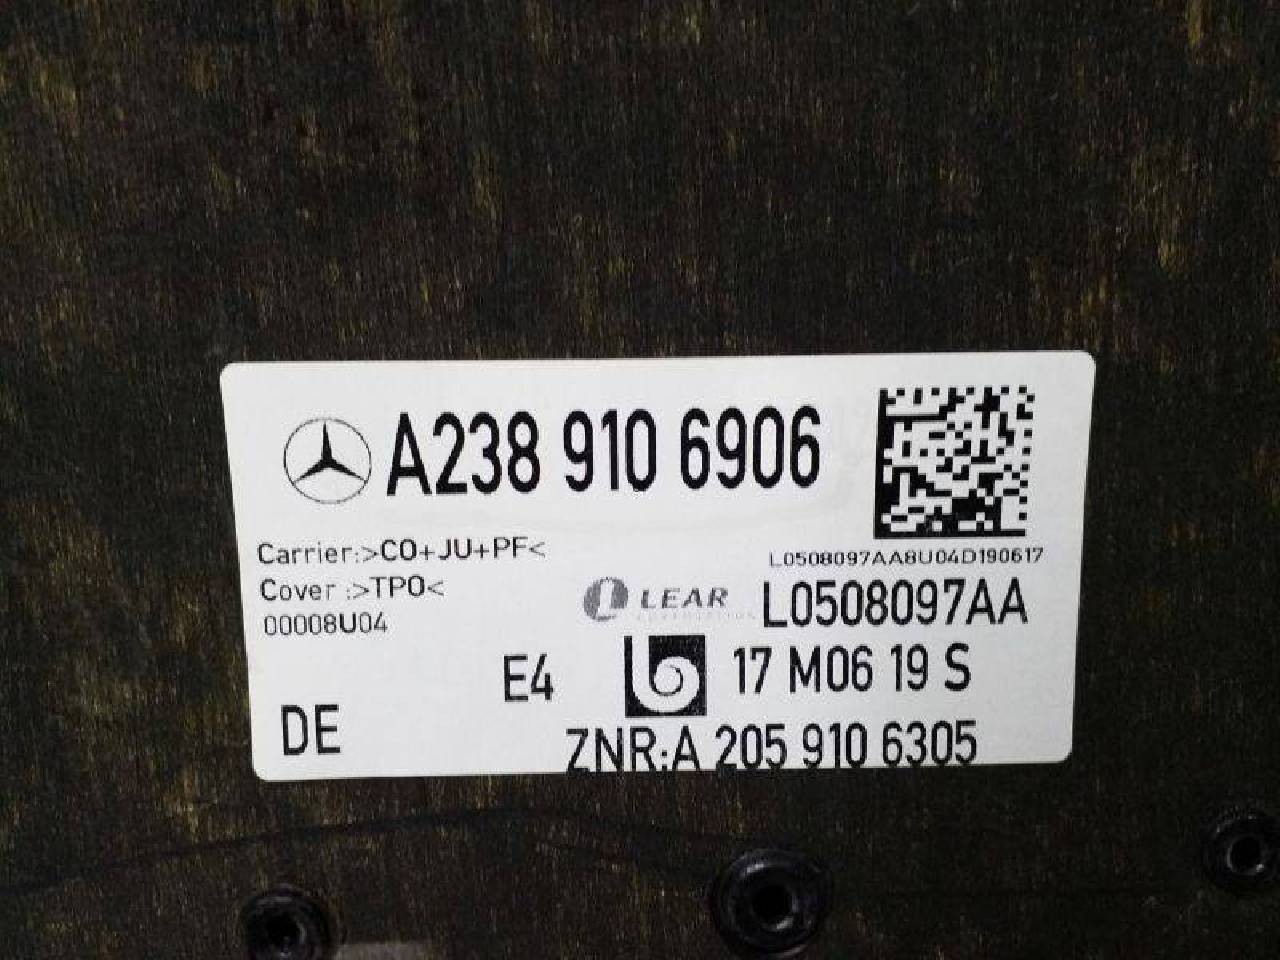 A238 910 6906
Carrier:>CO+JU+PF<
L0508097AA8U04D190617
Cover :>TPO<
LEAR L0508097AA
CORPORATION
00008U04
E4 17 M06 19 S
DE
ZNR:A 205 910 6305